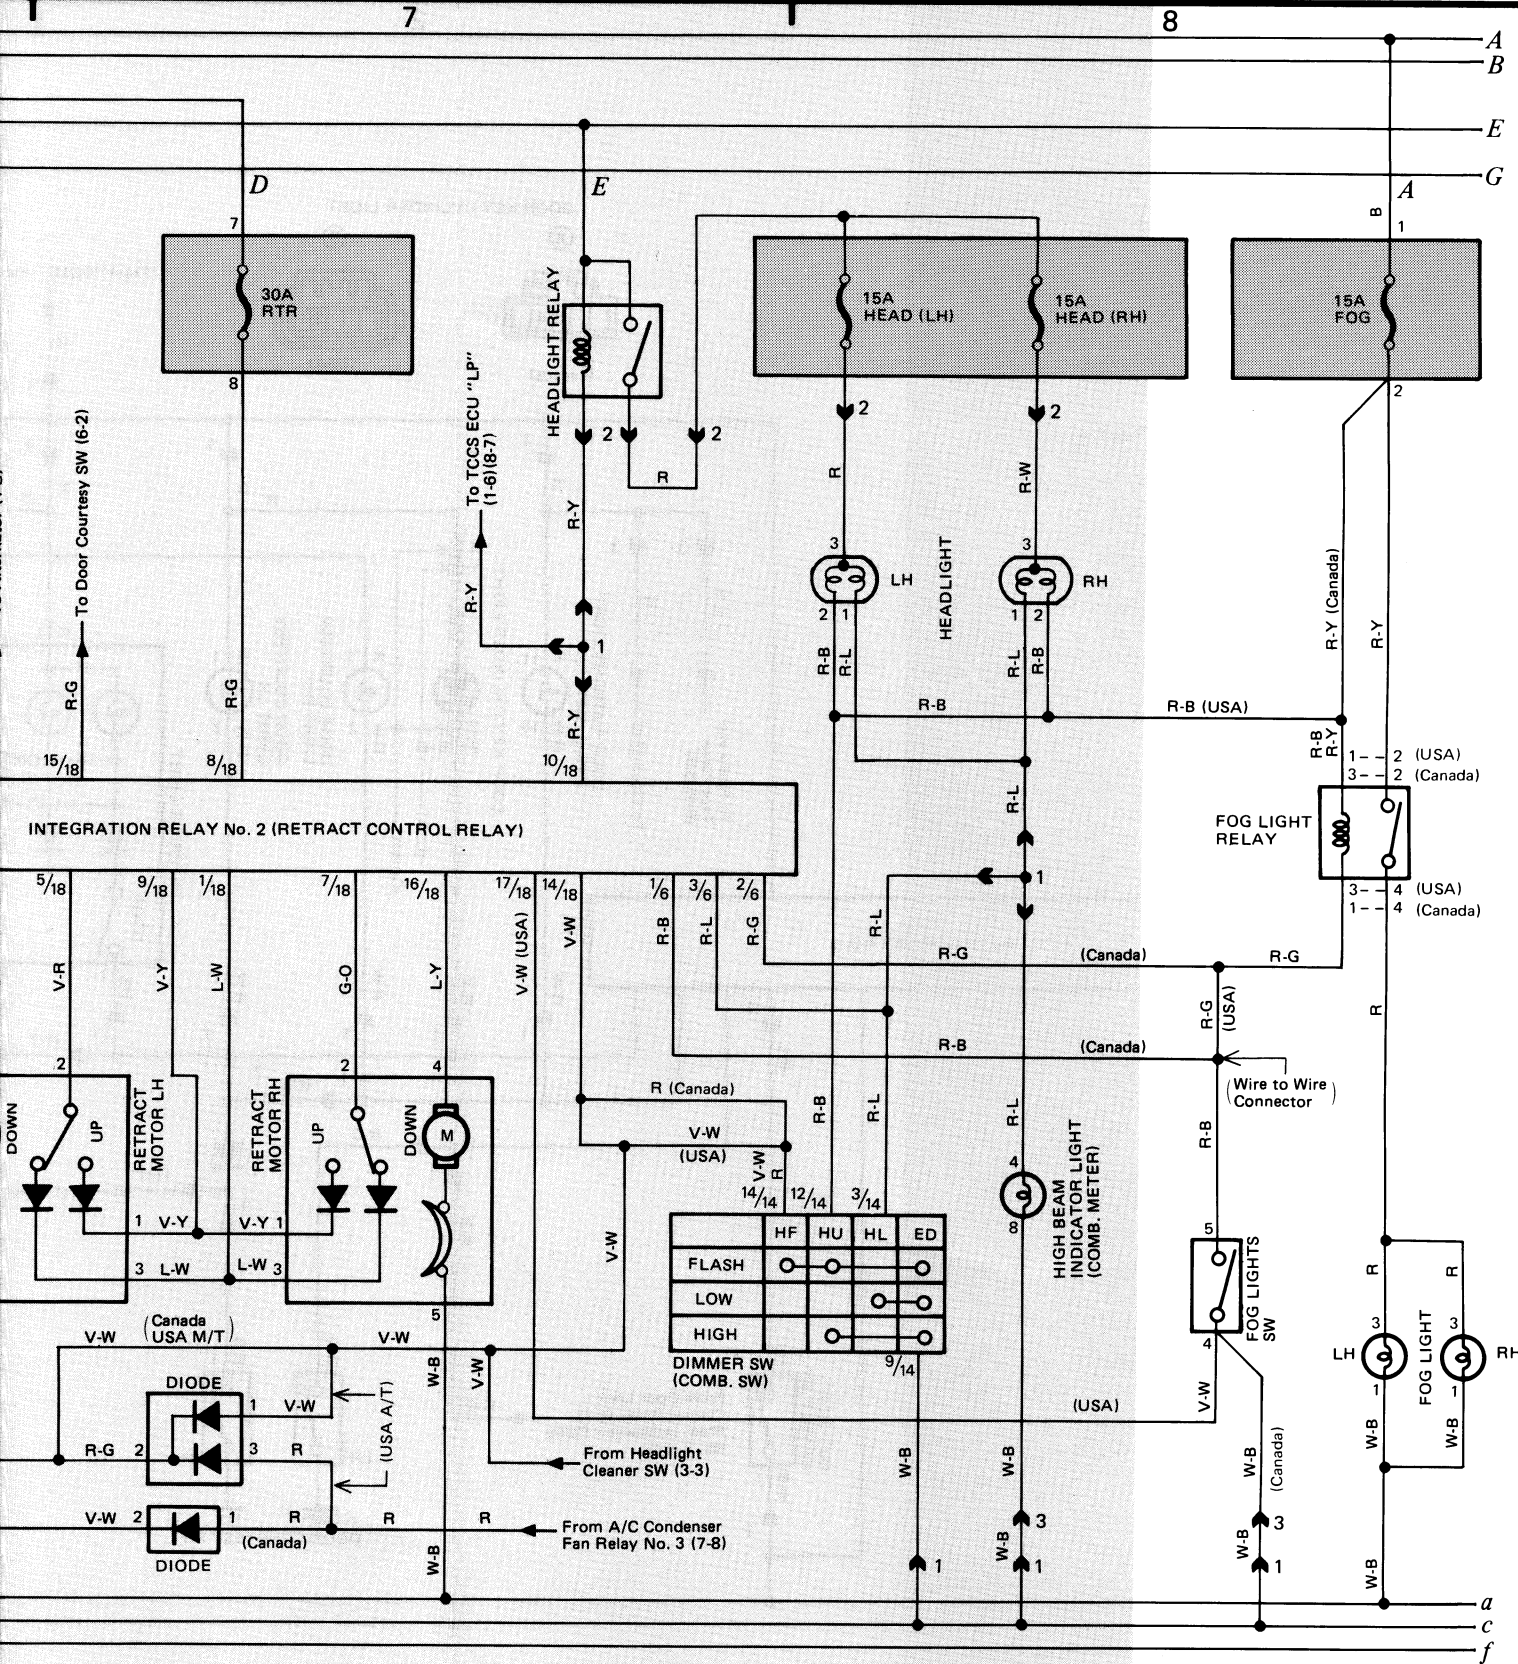 7
8
A
B
E
G
D
E
A
B
7
1
30A
RTR
HEADLIGHT RELAY
15A
HEAD (LH)
15A
HEAD (RH)
15A
FOG
8
2
To Door Courtesy SW (6-2)
To TCCS ECU "LP"
(1-6)(8-7)
2
2
2
2
R
R
R-W
R-Y
R-Y
3
3
LH
HEADLIGHT
RH
R-Y (Canada)
R-Y
2
1
1
2
1
R-G
R-G
R-B
R-L
R-L
R-B
R-Y
R-B
R-B (USA)
R-B
R-Y
15/18
8/18
10/18
1--2 (USA)
3--2 (Canada)
R-L
INTEGRATION RELAY No. 2 (RETRACT CONTROL RELAY)
FOG LIGHT
RELAY
5/18
9/18
1/18
7/18
16/18
17/18
14/18
1/6
3/6
2/6
1
3--4 (USA)
1--4 (Canada)
V-R
V-Y
L-W
G-O
L-Y
V-W (USA)
V-W
R-B
R-L
R-G
R-L
R-G
(Canada)
R-G
R-G
(USA)
R
R-B
(Canada)
2
2
4
R (Canada)
(Wire to Wire
Connector)
DOWN
UP
RETRACT
MOTOR LH
RETRACT
MOTOR RH
UP
DOWN
M
V-W
(USA)
V-W
R
R-B
R-L
R-L
R-B
4
14/14
12/14
3/14
8
HIGH BEAM
INDICATOR LIGHT
(COMB. METER)
1
V-Y
V-Y
1
3
L-W
L-W
3
V-W
HF
HU
HL
ED
FLASH
LOW
HIGH
5
FOG LIGHTS
SW
4
R
R
5
DIMMER SW
(COMB. SW)
9/14
3
3
LH
FOG LIGHT
RH
1
1
V-W
(Canada
USA M/T)
V-W
W-B
V-W
DIODE
1
V-W
(USA A/T)
(USA)
V-W
R-G
2
3
R
From Headlight
Cleaner SW (3-3)
W-B
W-B
W-B
(Canada)
W-B
W-B
V-W
2
1
R
R
R
(Canada)
From A/C Condenser
Fan Relay No. 3 (7-8)
DIODE
W-B
1
3
W-B
1
3
W-B
1
W-B
a
c
f